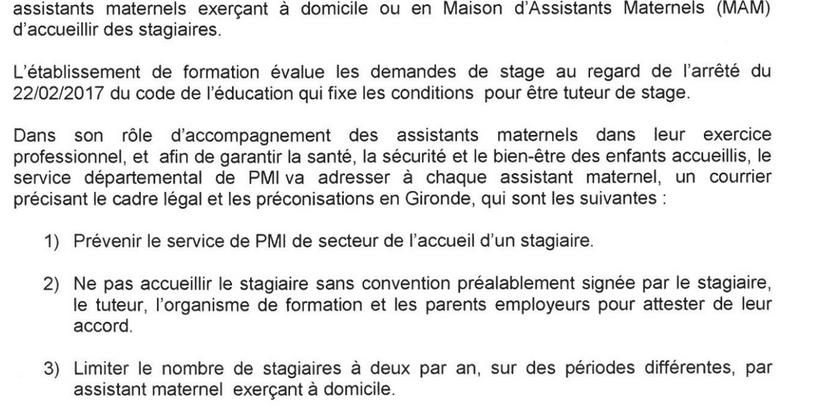 assistants maternels exerçant à domicile ou en Maison d'Assistants Maternels (MAM)
d'accueillir des stagiaires.
L'établissement de formation évalue les demandes de stage au regard de l'arrêté du
22/02/2017 du code de l'éducation qui fixe les conditions pour être tuteur de stage.
Dans son rôle d'accompagnement des assistants maternels dans leur exercice
professionnel, et afin de garantir la santé, la sécurité et le bien-être des enfants accueillis, le
service départemental de PMI va adresser à chaque assistant maternel, un courrier
précisant le cadre légal et les préconisations en Gironde, qui sont les suivantes :
1) Prévenir le service de PMI de secteur de l'accueil d'un stagiaire.
2) Ne pas accueillir le stagiaire sans convention préalablement signée par le stagiaire,
le tuteur, l'organisme de formation et les parents employeurs pour attester de leur
accord.
3) Limiter le nombre de stagiaires à deux par an, sur des périodes différentes, par
assistant maternel exerçant à domicile.